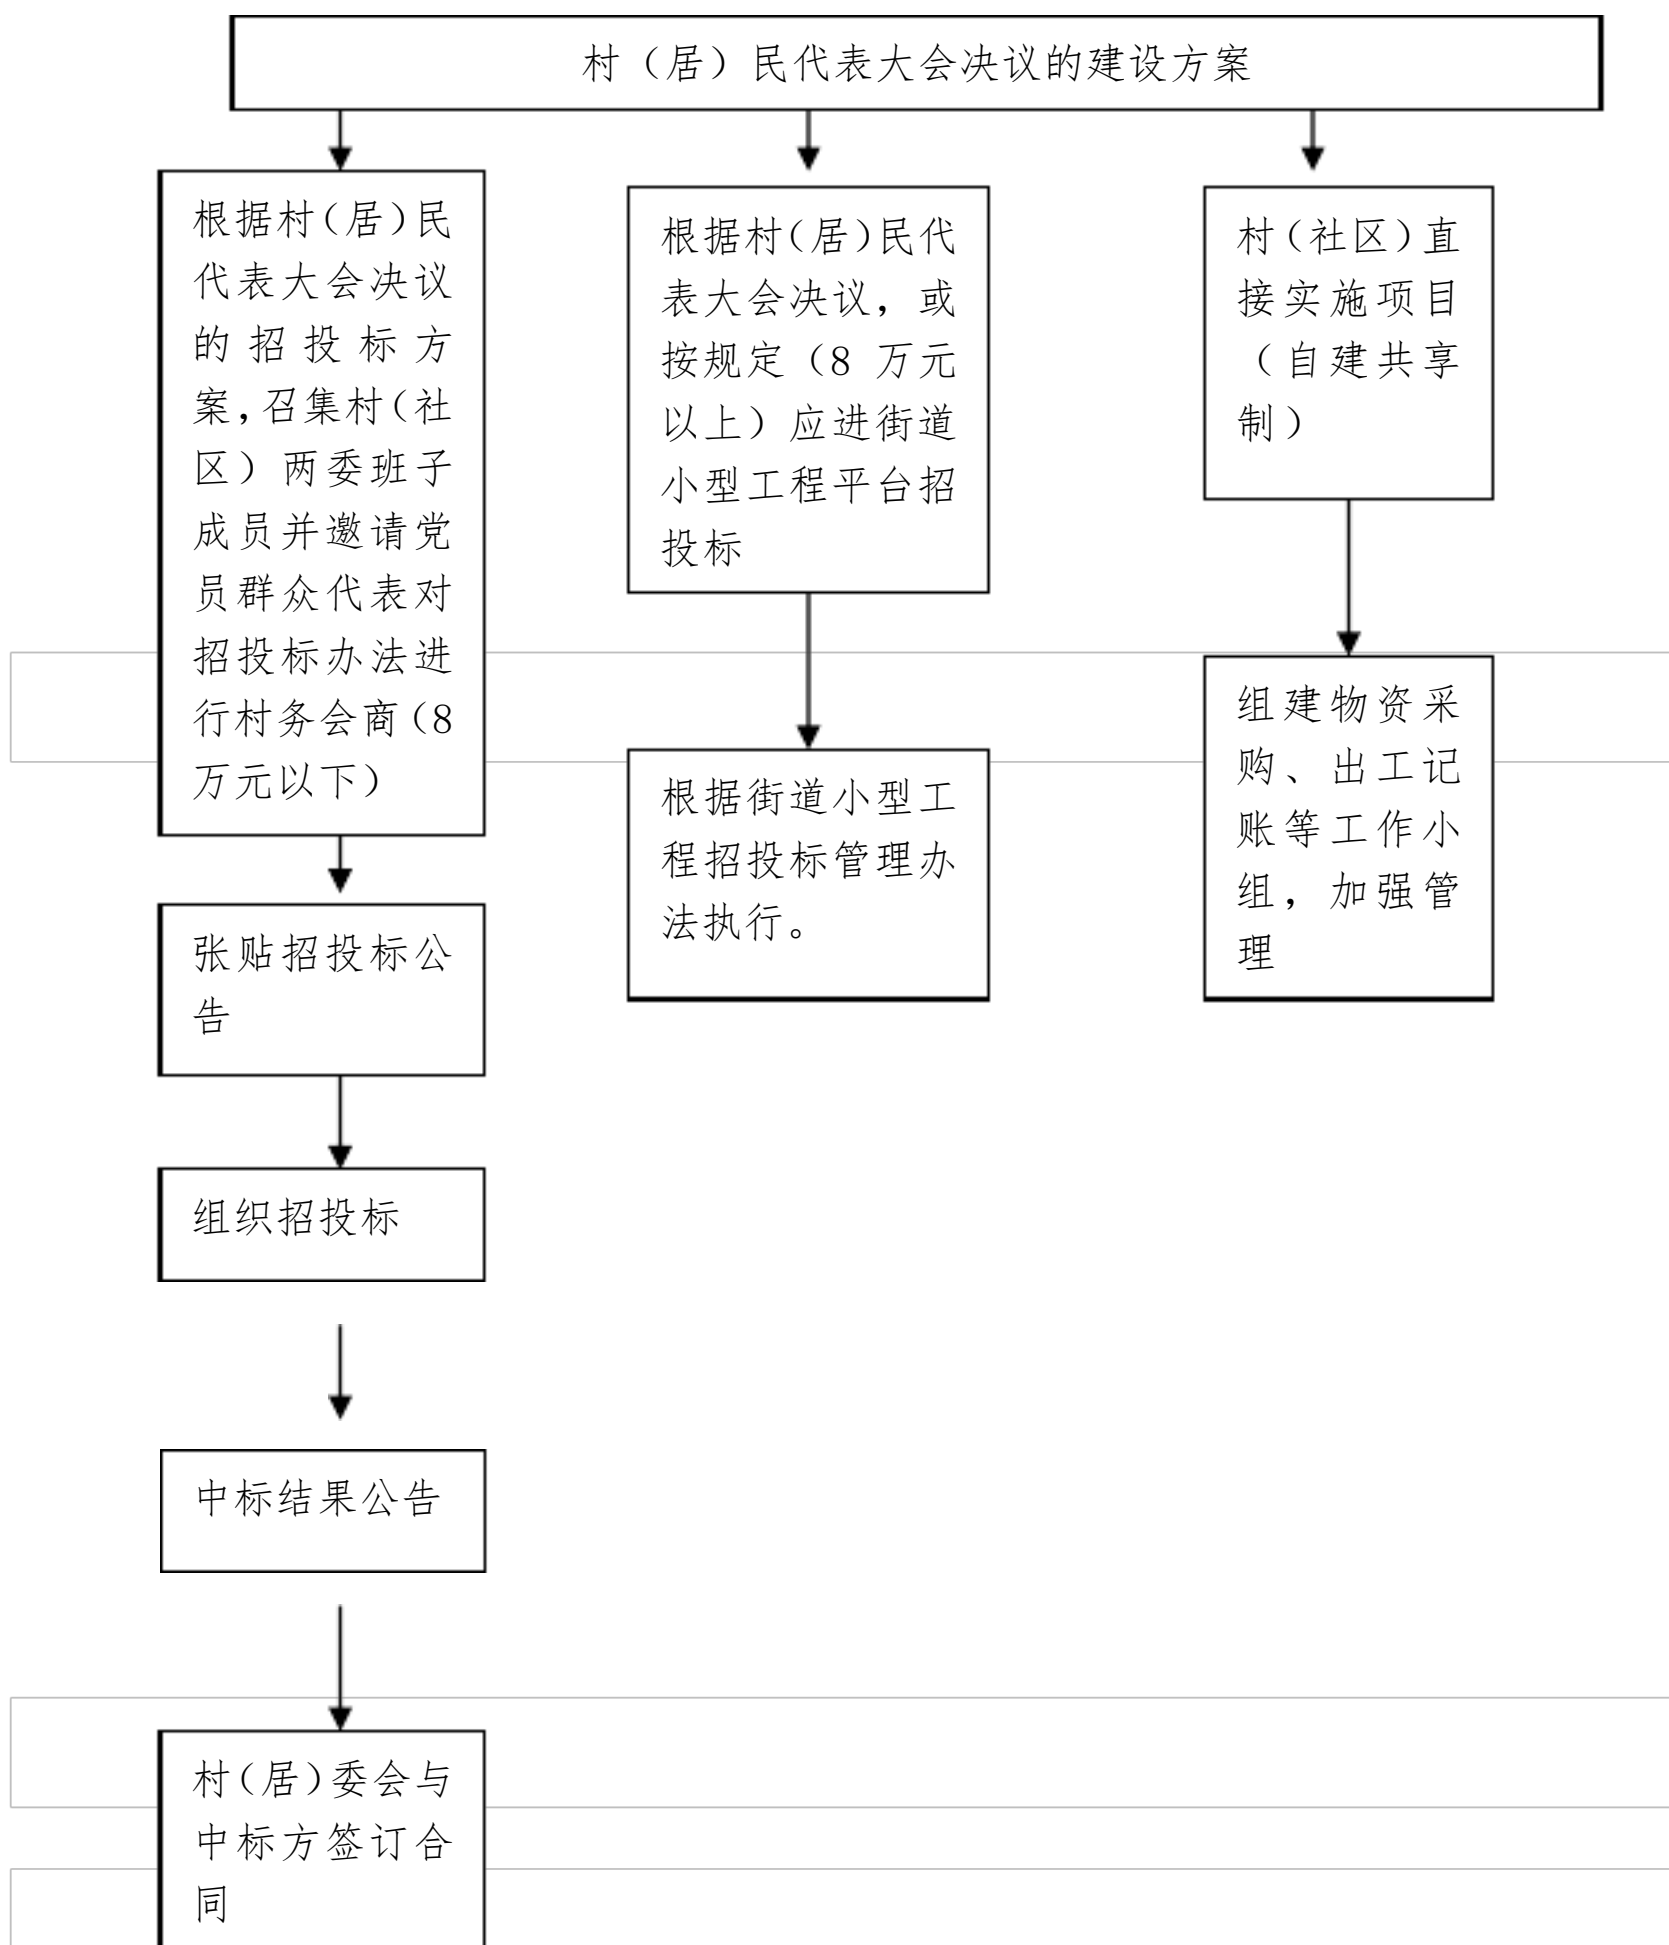 村（居）民代表大会决议的建设方案
根据村(居)民
代表大会决议
的招投标方
案,召集村(社
区)两委班子
成员并邀请党
员群众代表对
招投标办法进
行村务会商(8
万元以下)
根据村(居)民代
表大会决议，或
按规定（8 万元
以上）应进街道
小型工程平台招
投标
村(社区)直
接实施项目
（自建共享
制）
根据街道小型工
程招投标管理办
法执行。
组建物资采
购、出工记
账等工作小
组，加强管
理
张贴招投标公
告
组织招投标
中标结果公告
村(居)委会与
中标方签订合
同